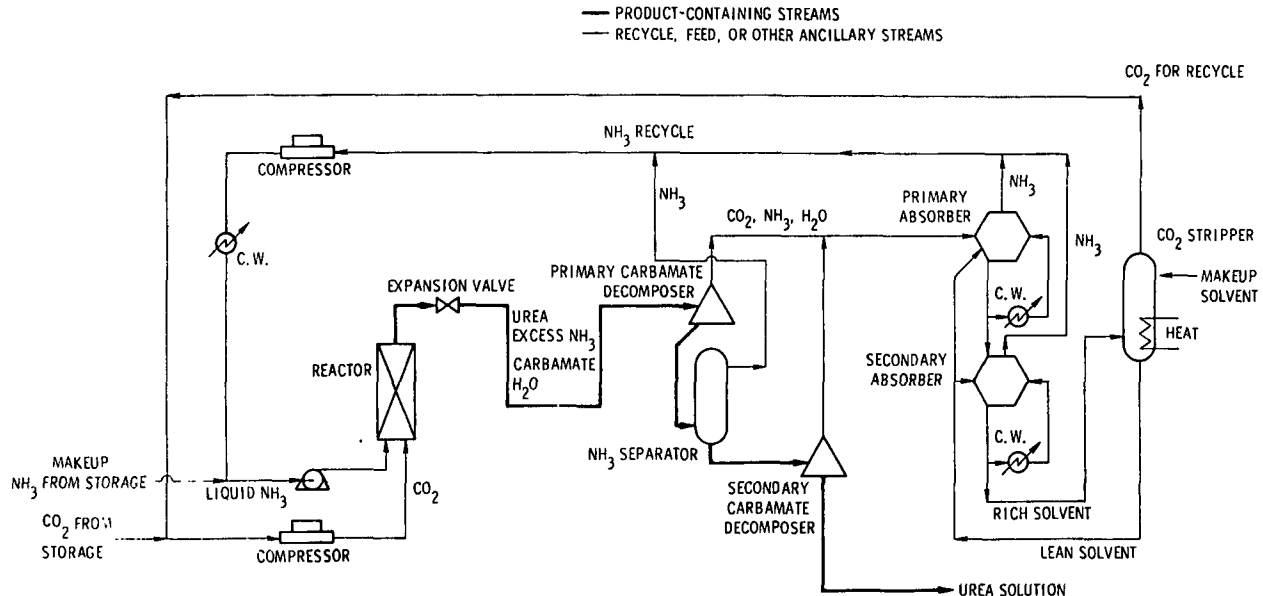 PRODUCT-CONTAINING STREAMS
RECYCLE, FEED, OR OTHER ANCILLARY STREAMS
CO2 FOR RECYCLE
NH3 RECYCLE
COMPRESSOR
NH3
PRIMARY
ABSORBER
CO2, NH3, H2O
NH3
CO2 STRIPPER
NH3
C. W.
MAKEUP
SOLVENT
PRIMARY CARBAMATE
DECOMPOSER
EXPANSION VALVE
C. W.
UREA
EXCESS NH3
CARBAMATE
H2O
HEAT
REACTOR
SECONDARY
ABSORBER
C. W.
NH3 SEPARATOR
MAKEUP
NH3 FROM STORAGE
LIQUID NH3
CO2
SECONDARY
CARBAMATE
DECOMPOSER
RICH SOLVENT
CO2 FROM
STORAGE
COMPRESSOR
LEAN SOLVENT
UREA SOLUTION